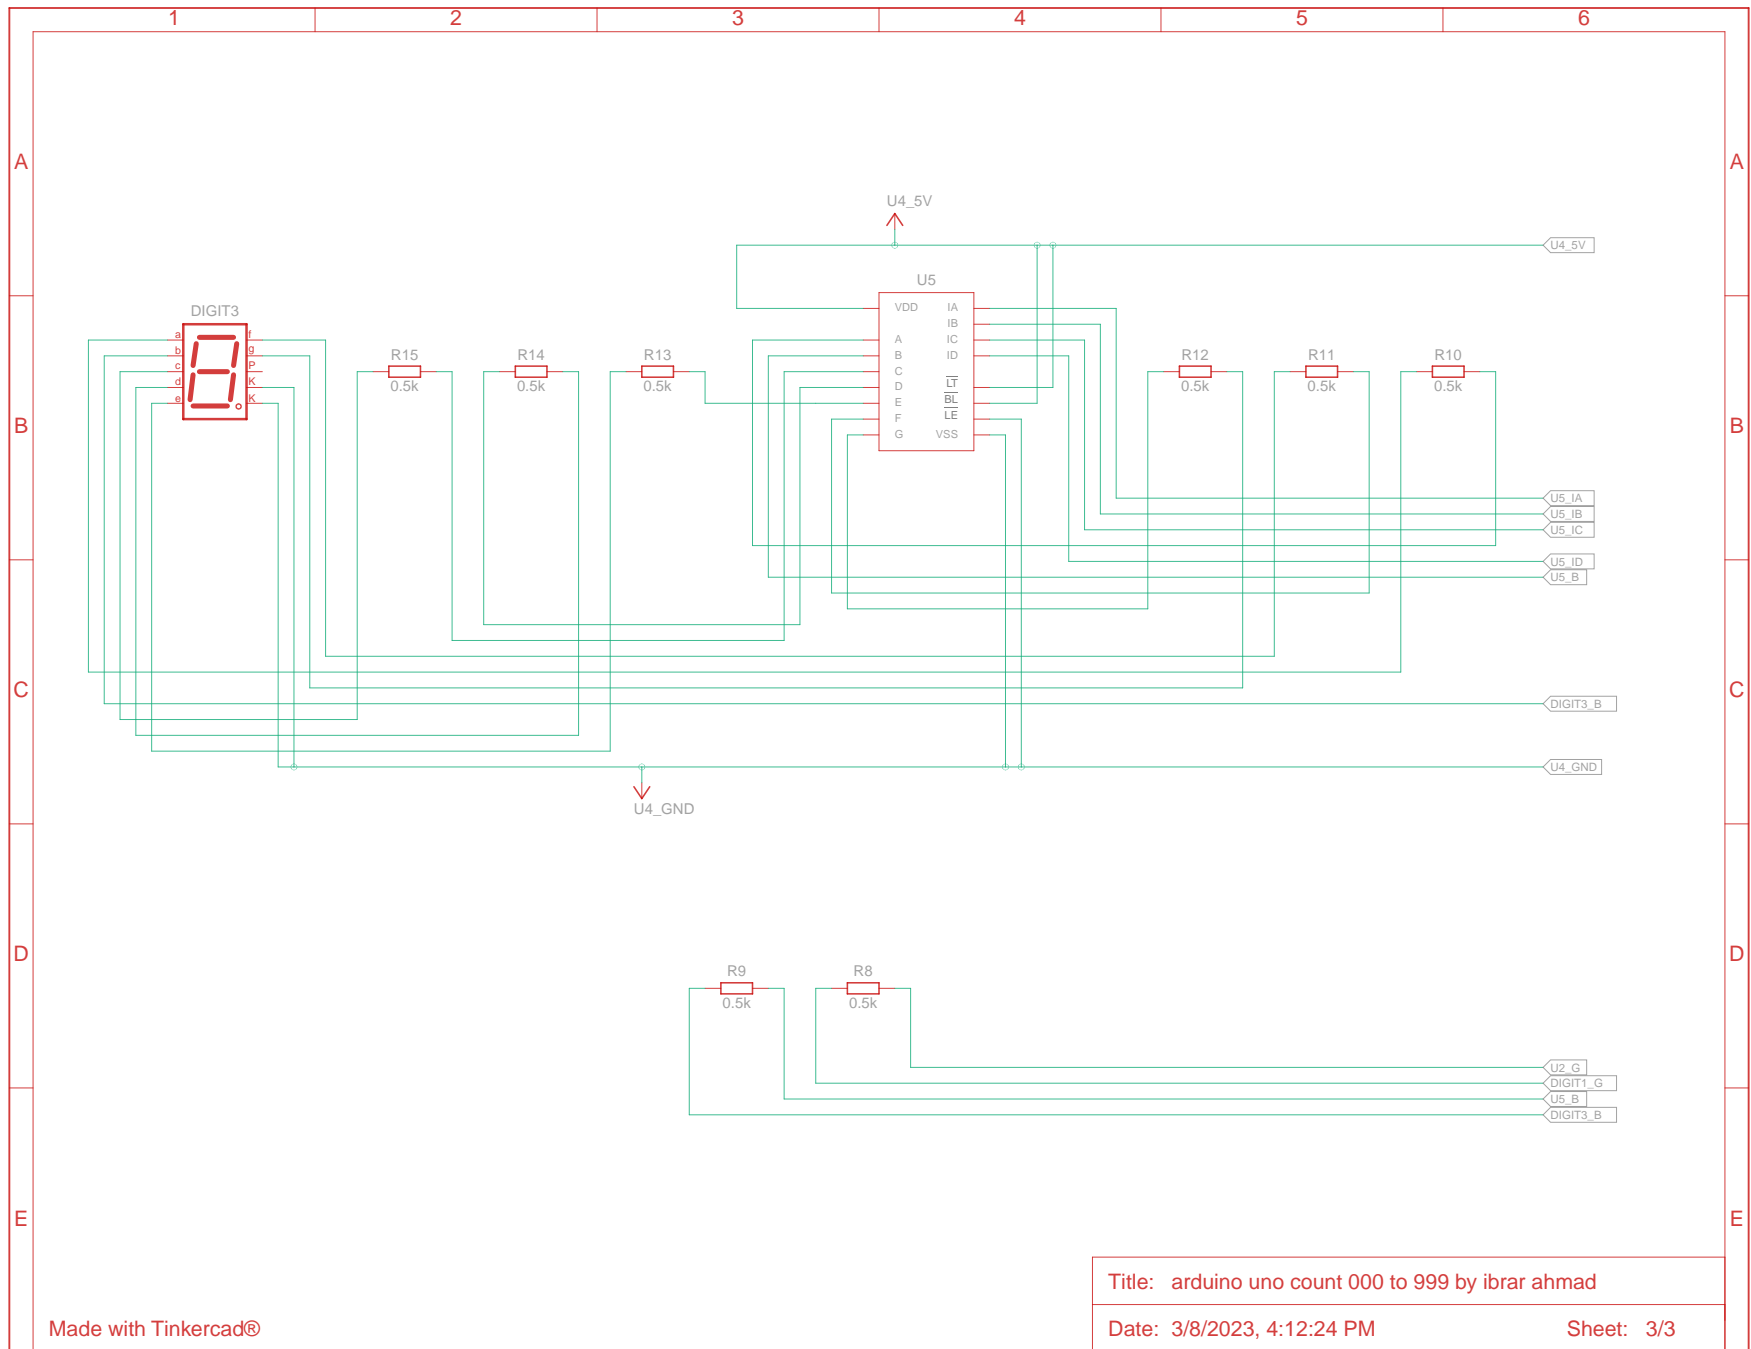 1 2 3 4 5 6
A A
U4_5V
U4_5V
U5
DIGIT3
VDD IA
IB
A IC
B ID
C
D LT
E BL
F LE
G VSS
a f
b g
c P
d K
e K
R15 R14 R13 R12 R11 R10
0.5k 0.5k 0.5k 0.5k 0.5k 0.5k
B B
U5_IA
U5_IB
U5_IC
U5_ID
U5_B
C C
DIGIT3_B
U4_GND
U4_GND
D D
R9 R8
0.5k 0.5k
U2_G
DIGIT1_G
U5_B
DIGIT3_B
E E
Title: arduino uno count 000 to 999 by ibrar ahmad
Made with Tinkercad®
Date: 3/8/2023, 4:12:24 PM Sheet: 3/3